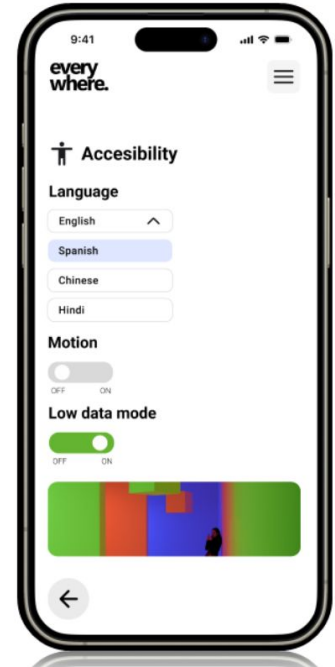 9:41
every
where.
Accesibility
Language
English
Spanish
Chinese
Hindi
Motion
OFF ON
Low data mode
OFF ON